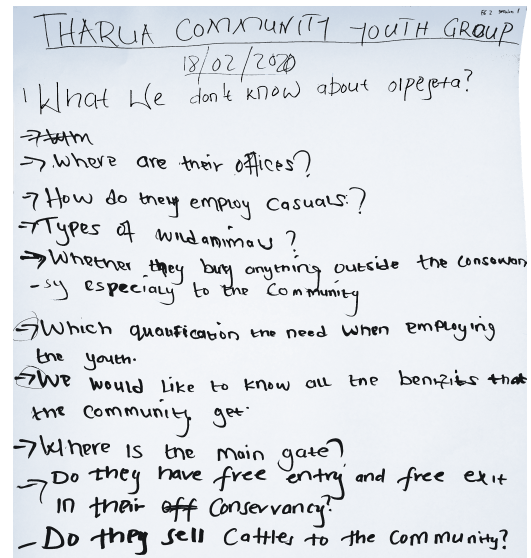 THARUA COMMUNITY YOUTH GROUP
18/02/2020
1 What We don't know about olpejeta?
→ Where are their offices?
→ How do they employ casuals?
→ Types of wildanimals?
→ Whether they buy anything outside the conservan
- sy especialy to the Community
→ Which qualification the need when employing
the youth.
→ We would like to know all the benefits that
the community get.
→ Where is the main gate?
→ Do they have free entry and free exit
in their off Conservancy?
- Do they sell Cattles to the community?